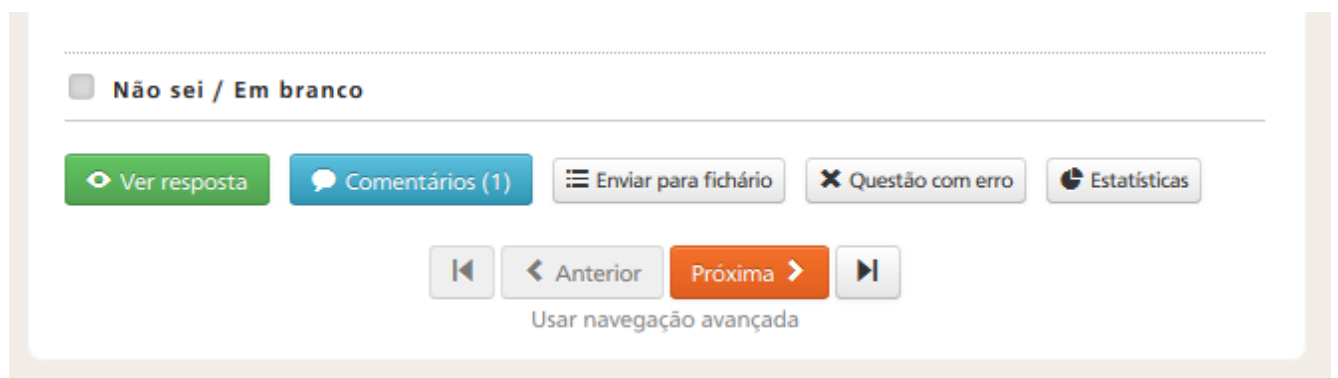 Não sei / Em branco
Ver resposta Comentários (1) Enviar para fichário Questão com erro Estatísticas
Anterior Próxima
Usar navegação avançada